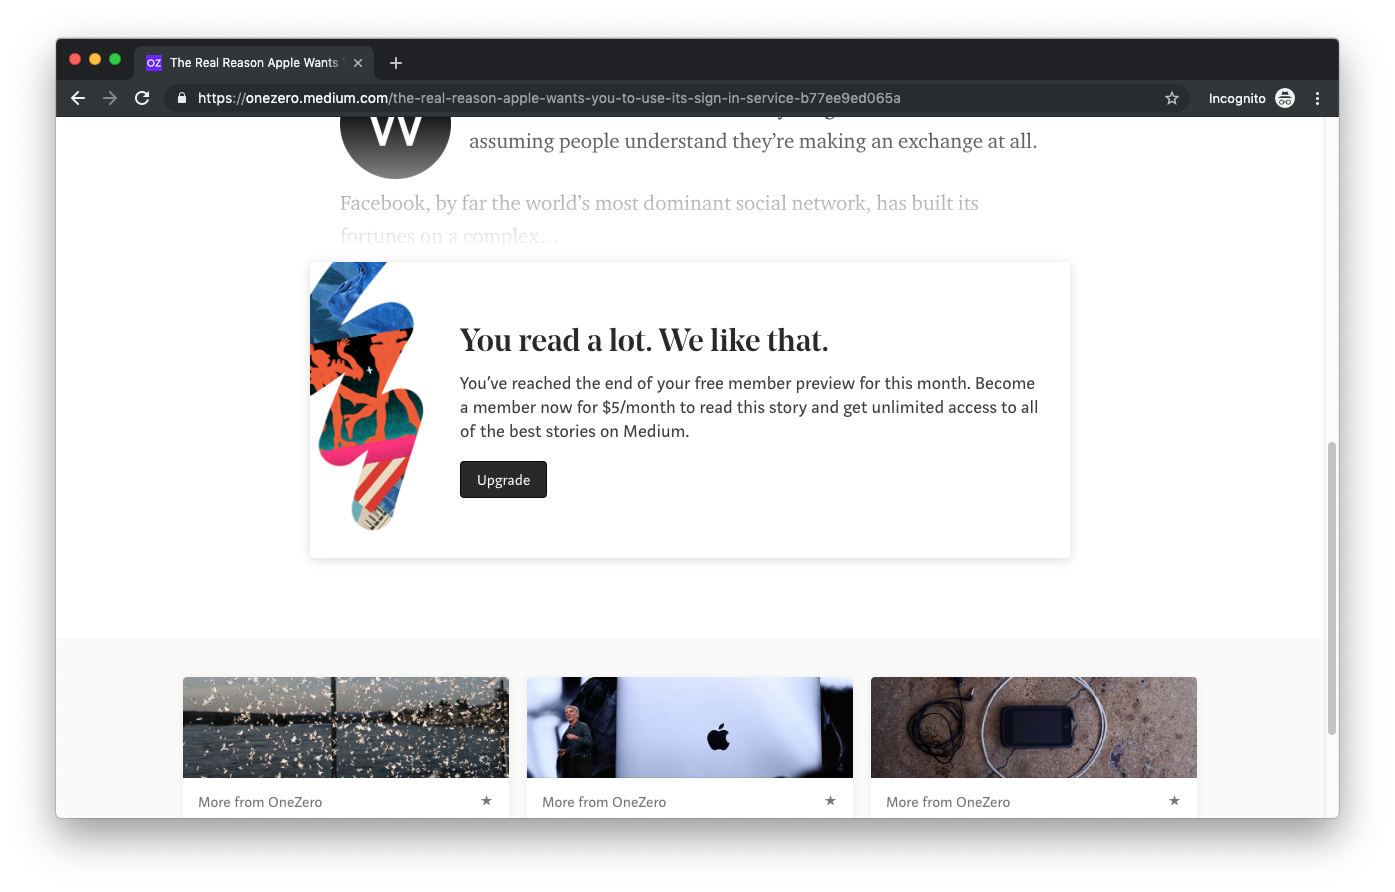 OZ The Real Reason Apple Wants
https://onezero.medium.com/the-real-reason-apple-wants-you-to-use-its-sign-in-service-b77ee9ed065a
Incognito
W
assuming people understand they’re making an exchange at all.
Facebook, by far the world’s most dominant social network, has built its
fortunes on a complex…
You read a lot. We like that.
You’ve reached the end of your free member preview for this month. Become
a member now for $5/month to read this story and get unlimited access to all
of the best stories on Medium.
Upgrade
More from OneZero
More from OneZero
More from OneZero